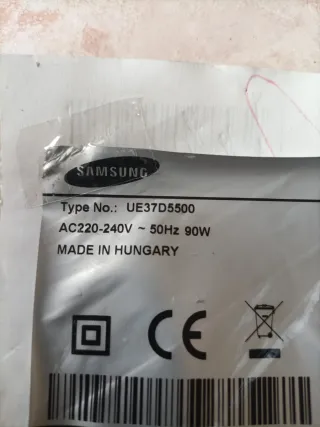 SAMSUNG
Type No.: UE37D5500
AC220-240V ~ 50Hz 90W
MADE IN HUNGARY
CE